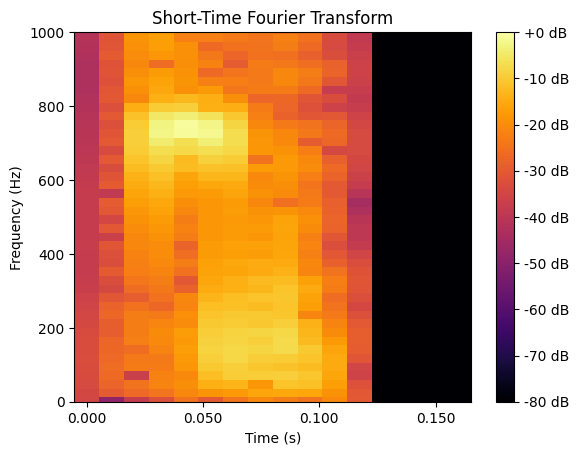 Short-Time Fourier Transform
Frequency (Hz)
1000
800
600
400
200
0
0.000
0.050
0.100
0.150
Time (s)
+0 dB
-10 dB
-20 dB
-30 dB
-40 dB
-50 dB
-60 dB
-70 dB
-80 dB